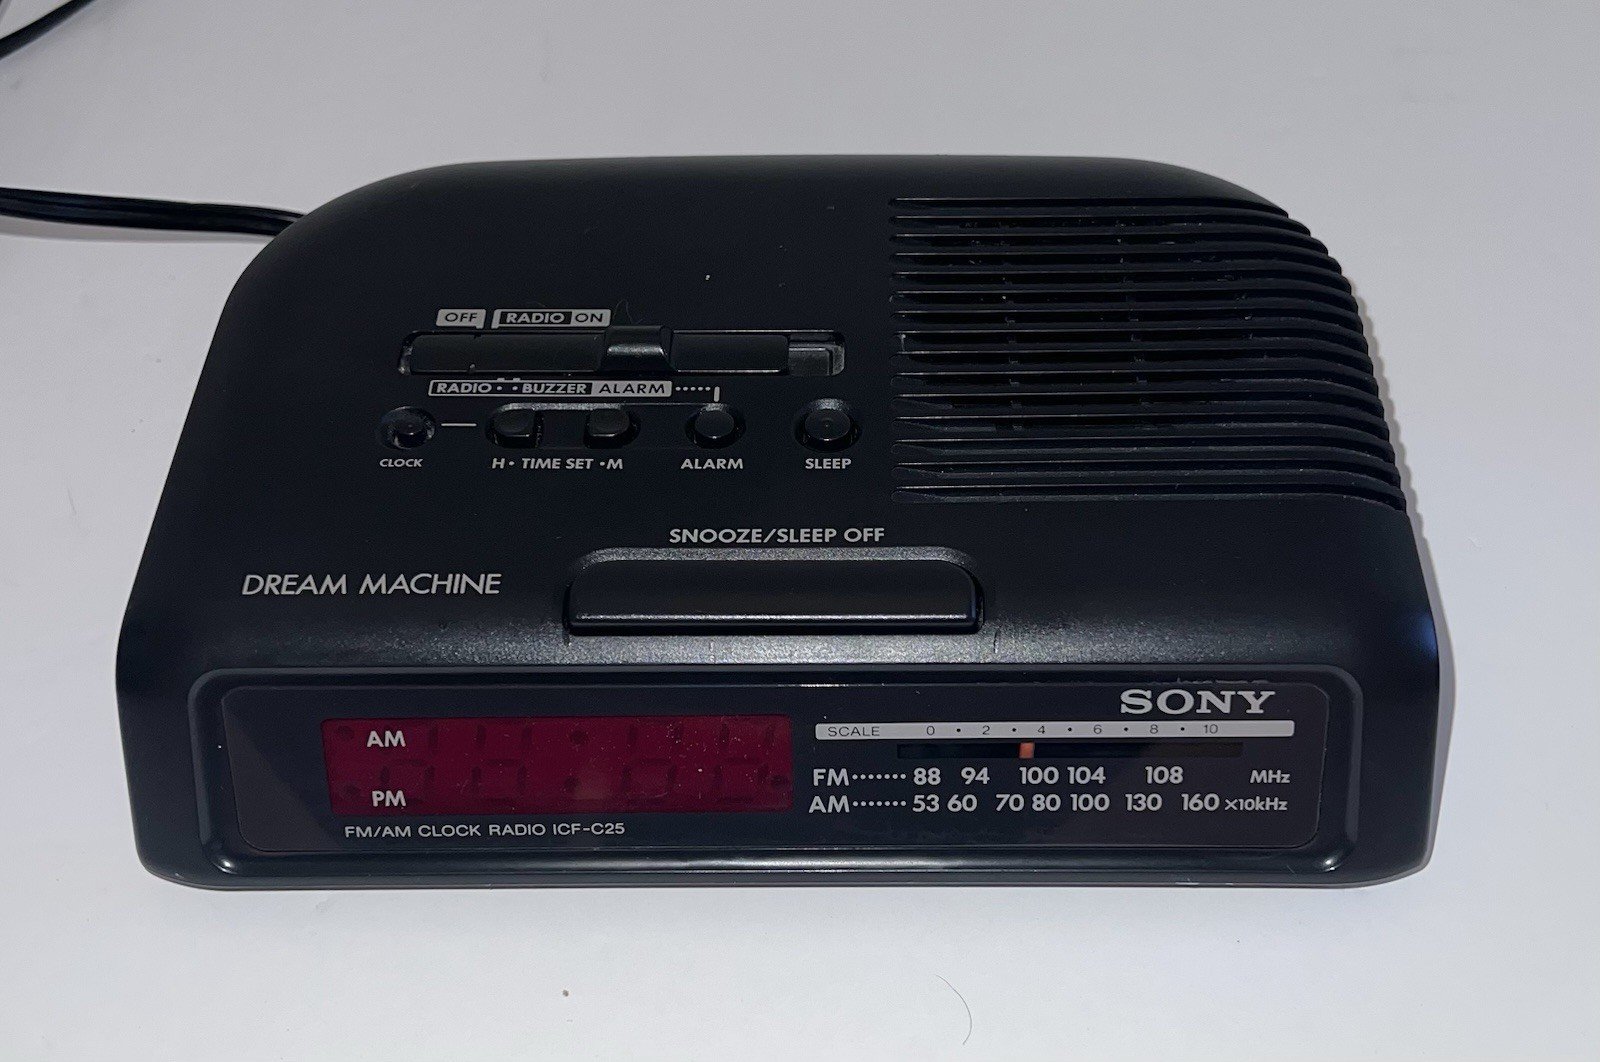 OFF RADIO ON
RADIO • • BUZZER ALARM
CLOCK H • TIME SET • M ALARM SLEEP
SNOOZE/SLEEP OFF
DREAM MACHINE
SONY
AM
PM
FM/AM CLOCK RADIO ICF-C25
SCALE 0 • 2 • 4 • 6 • 8 • 10
FM 88 94 100 104 108 MHz
AM 53 60 70 80 100 130 160 ×10kHz